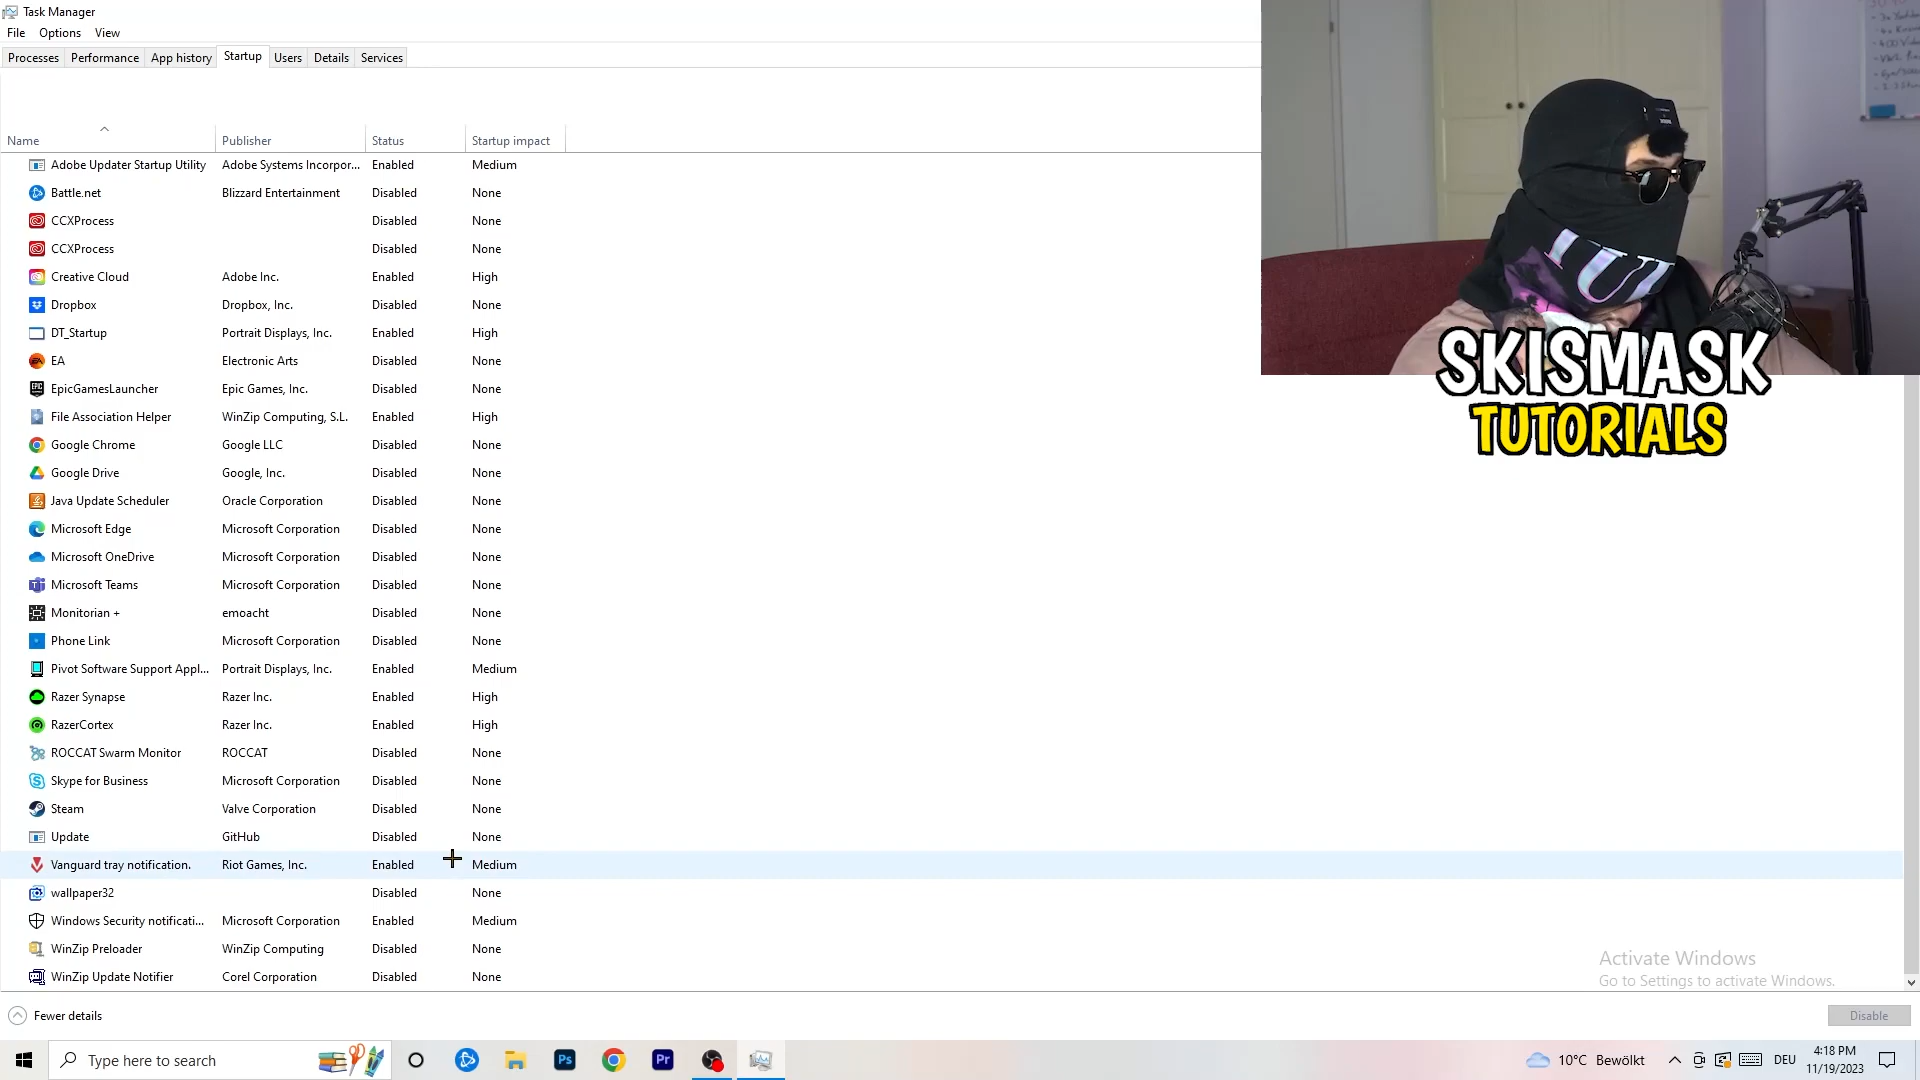 Task Manager
File Options View
Processes Performance App history Startup Users Details Services
Name Publisher Status Startup impact
Adobe Updater Startup Utility Adobe Systems Incorpor... Enabled Medium
Battle.net Blizzard Entertainment Disabled None
CCXProcess Disabled None
CCXProcess Disabled None
Creative Cloud Adobe Inc. Enabled High
Dropbox Dropbox, Inc. Disabled None
DT_Startup Portrait Displays, Inc. Enabled High
EA Electronic Arts Disabled None
EpicGamesLauncher Epic Games, Inc. Disabled None
File Association Helper WinZip Computing, S.L. Enabled High
Google Chrome Google LLC Disabled None
Google Drive Google, Inc. Disabled None
Java Update Scheduler Oracle Corporation Disabled None
Microsoft Edge Microsoft Corporation Disabled None
Microsoft OneDrive Microsoft Corporation Disabled None
Microsoft Teams Microsoft Corporation Disabled None
Monitorian + emoacht Disabled None
Phone Link Microsoft Corporation Disabled None
Pivot Software Support Appl... Portrait Displays, Inc. Enabled Medium
Razer Synapse Razer Inc. Enabled High
RazerCortex Razer Inc. Enabled High
ROCCAT Swarm Monitor ROCCAT Disabled None
Skype for Business Microsoft Corporation Disabled None
Steam Valve Corporation Disabled None
Update GitHub Disabled None
Vanguard tray notification. Riot Games, Inc. Enabled Medium
wallpaper32 Disabled None
Windows Security notificati... Microsoft Corporation Enabled Medium
WinZip Preloader WinZip Computing Disabled None
WinZip Update Notifier Corel Corporation Disabled None
SKISMASK
TUTORIALS
Activate Windows
Go to Settings to activate Windows.
Fewer details
Disable
Type here to search
Ps
Pr
10°C Bewölkt
DEU
4:18 PM
11/19/2023